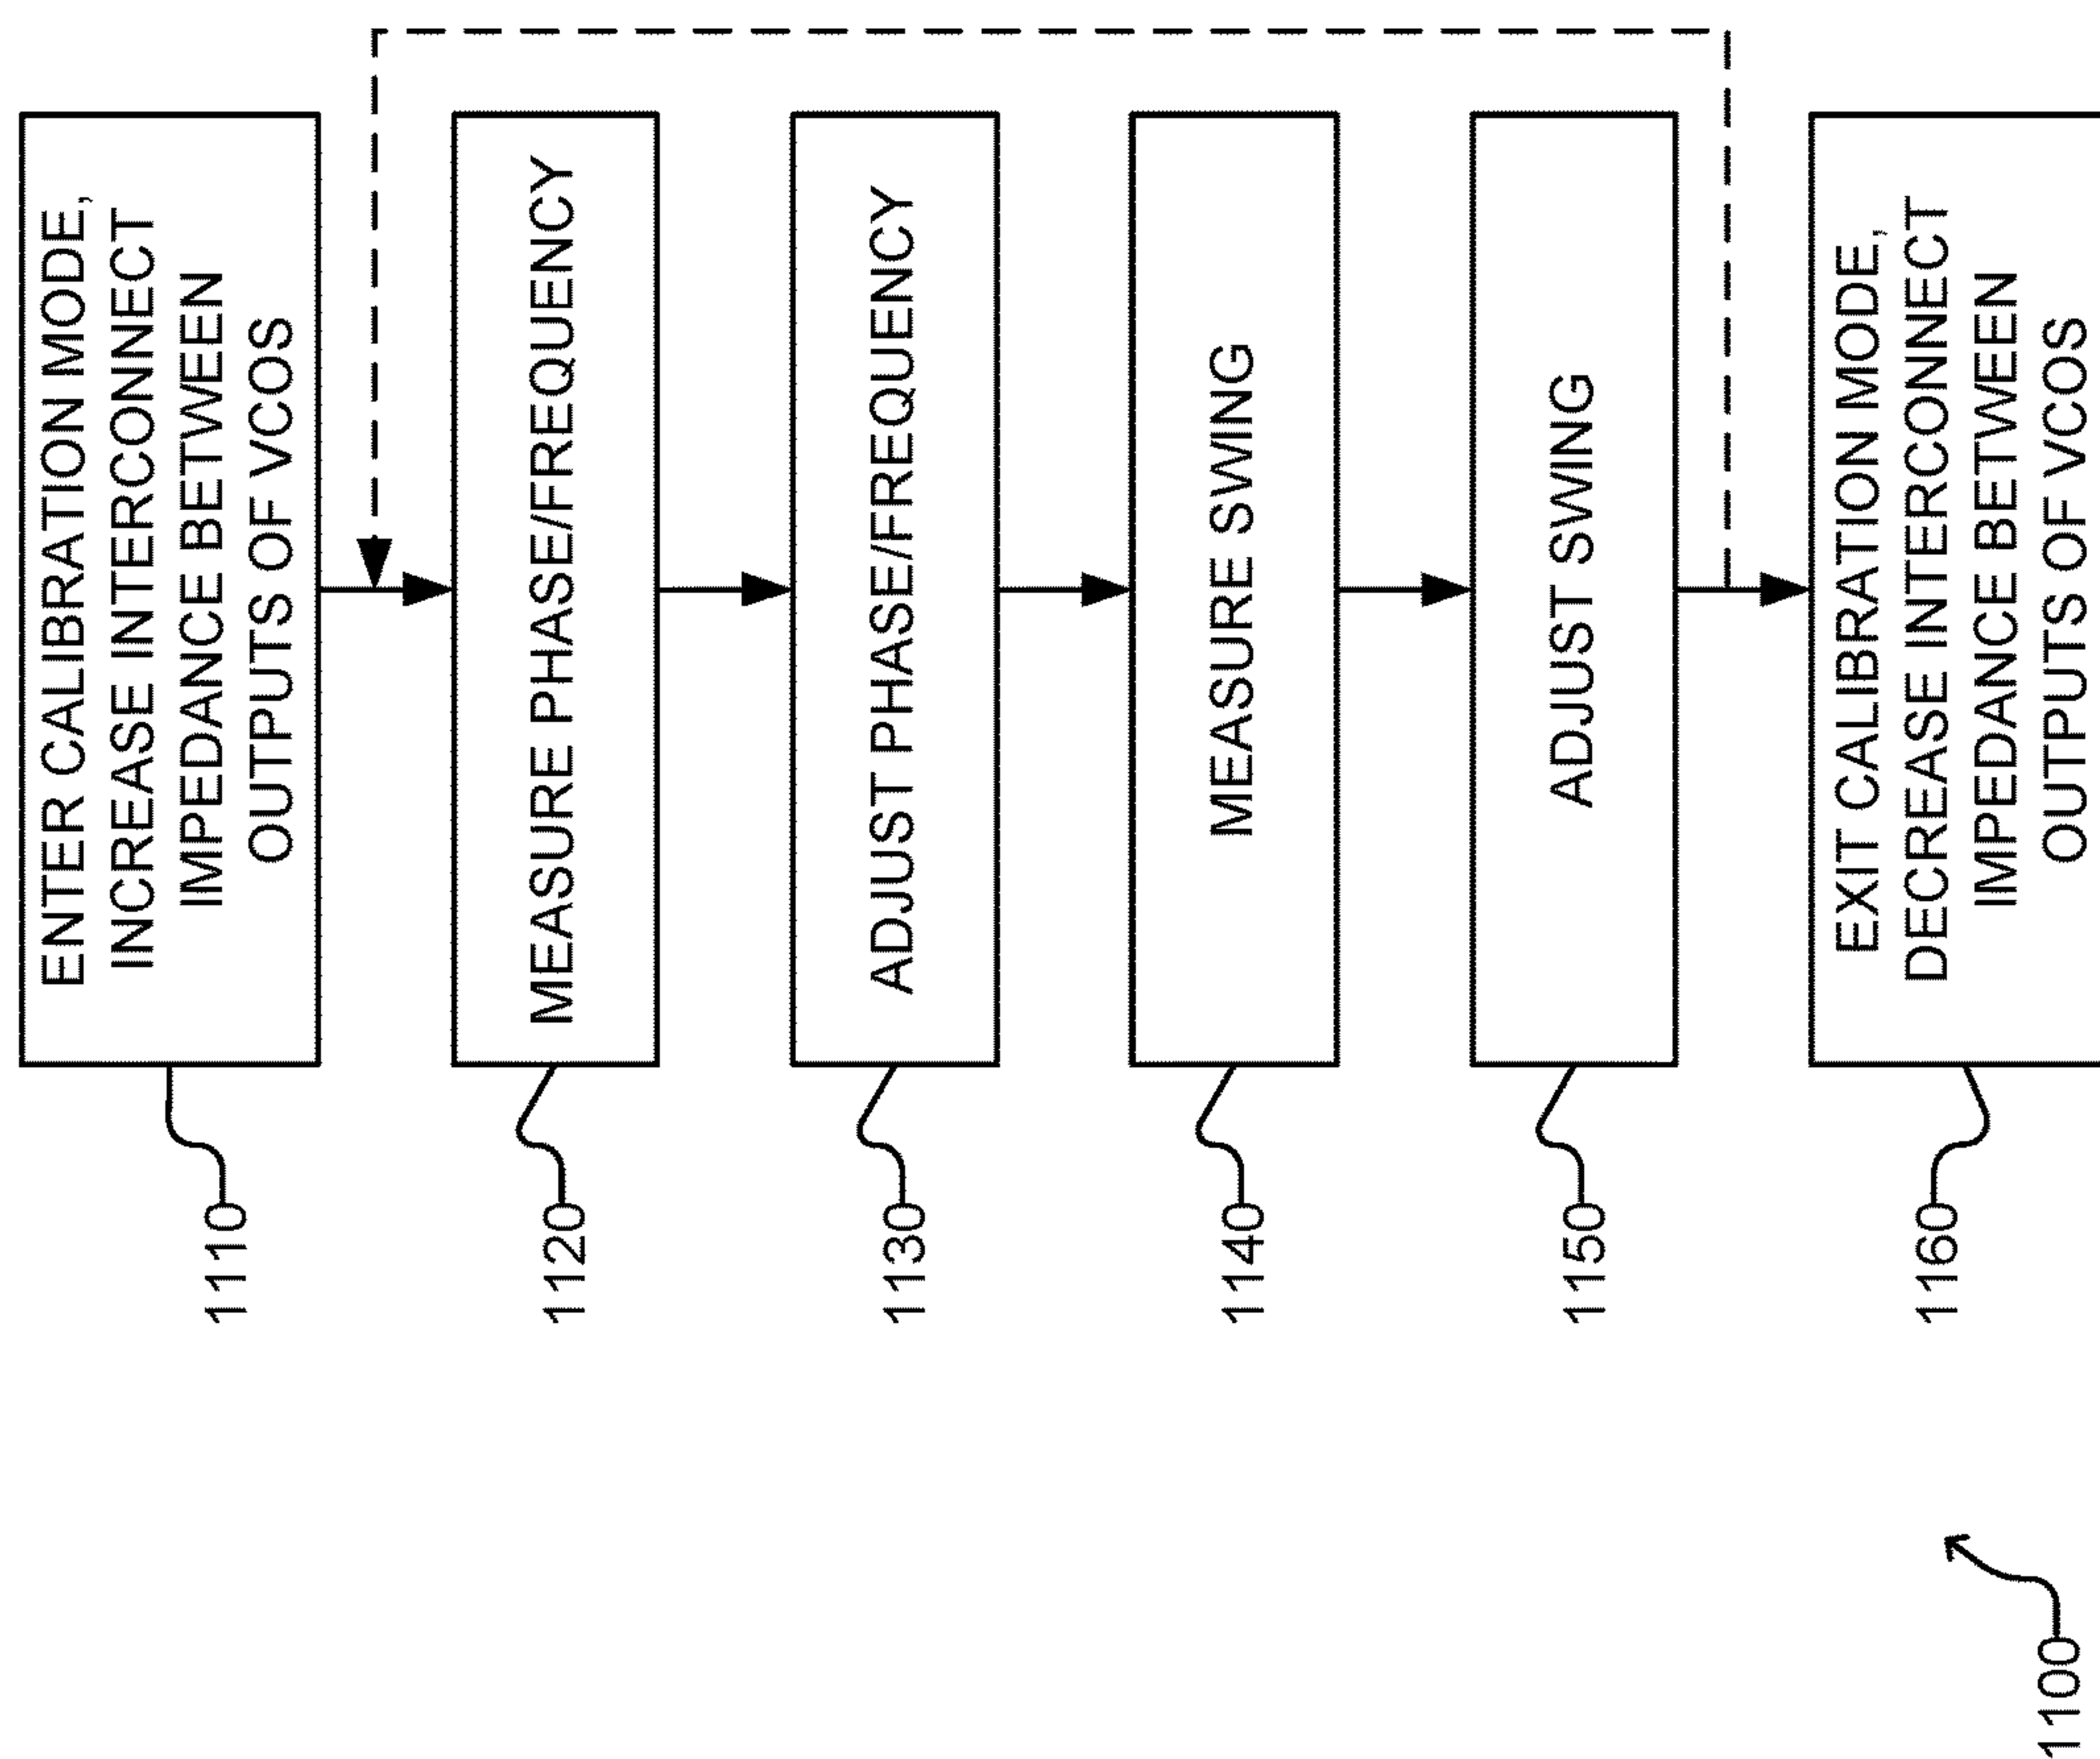 1110
ENTER CALIBRATION MODE,
INCREASE INTERCONNECT
IMPEDANCE BETWEEN
OUTPUTS OF VCOS
1120
MEASURE PHASE/FREQUENCY
1130
ADJUST PHASE/FREQUENCY
1140
MEASURE SWING
1150
ADJUST SWING
1160
EXIT CALIBRATION MODE,
DECREASE INTERCONNECT
IMPEDANCE BETWEEN
OUTPUTS OF VCOS
1100